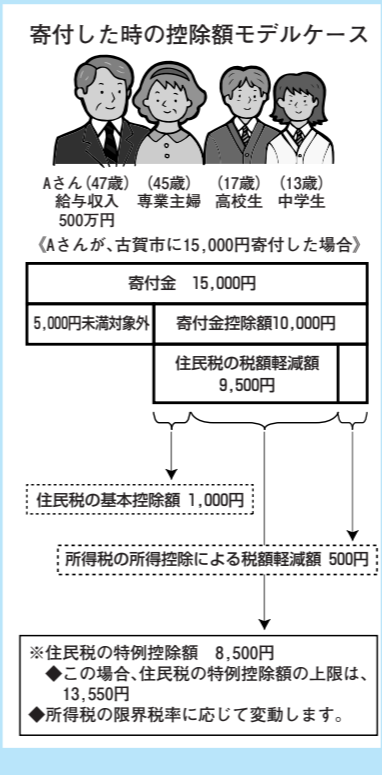 寄付した時の控除額モデルケース
Aさん(47歳) (45歳) (17歳) (13歳)
給与収入 専業主婦 高校生 中学生
500万円
《Aさんが、古賀市に15,000円寄付した場合》
寄付金 15,000円
5,000円未満対象外 寄付金控除額10,000円
住民税の税額軽減額
9,500円
住民税の基本控除額 1,000円
所得税の所得控除による税額軽減額 500円
※住民税の特例控除額 8,500円
◆この場合、住民税の特例控除額の上限は、
13,550円
◆所得税の限界税率に応じて変動します。